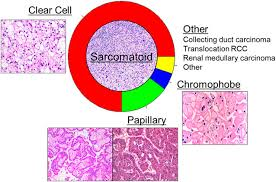 Clear Cell
Sarcomatoid
Other
Collecting duct carcinoma
Translocation RCC
Renal medullary carcinoma
Other
Chromophobe
Papillary